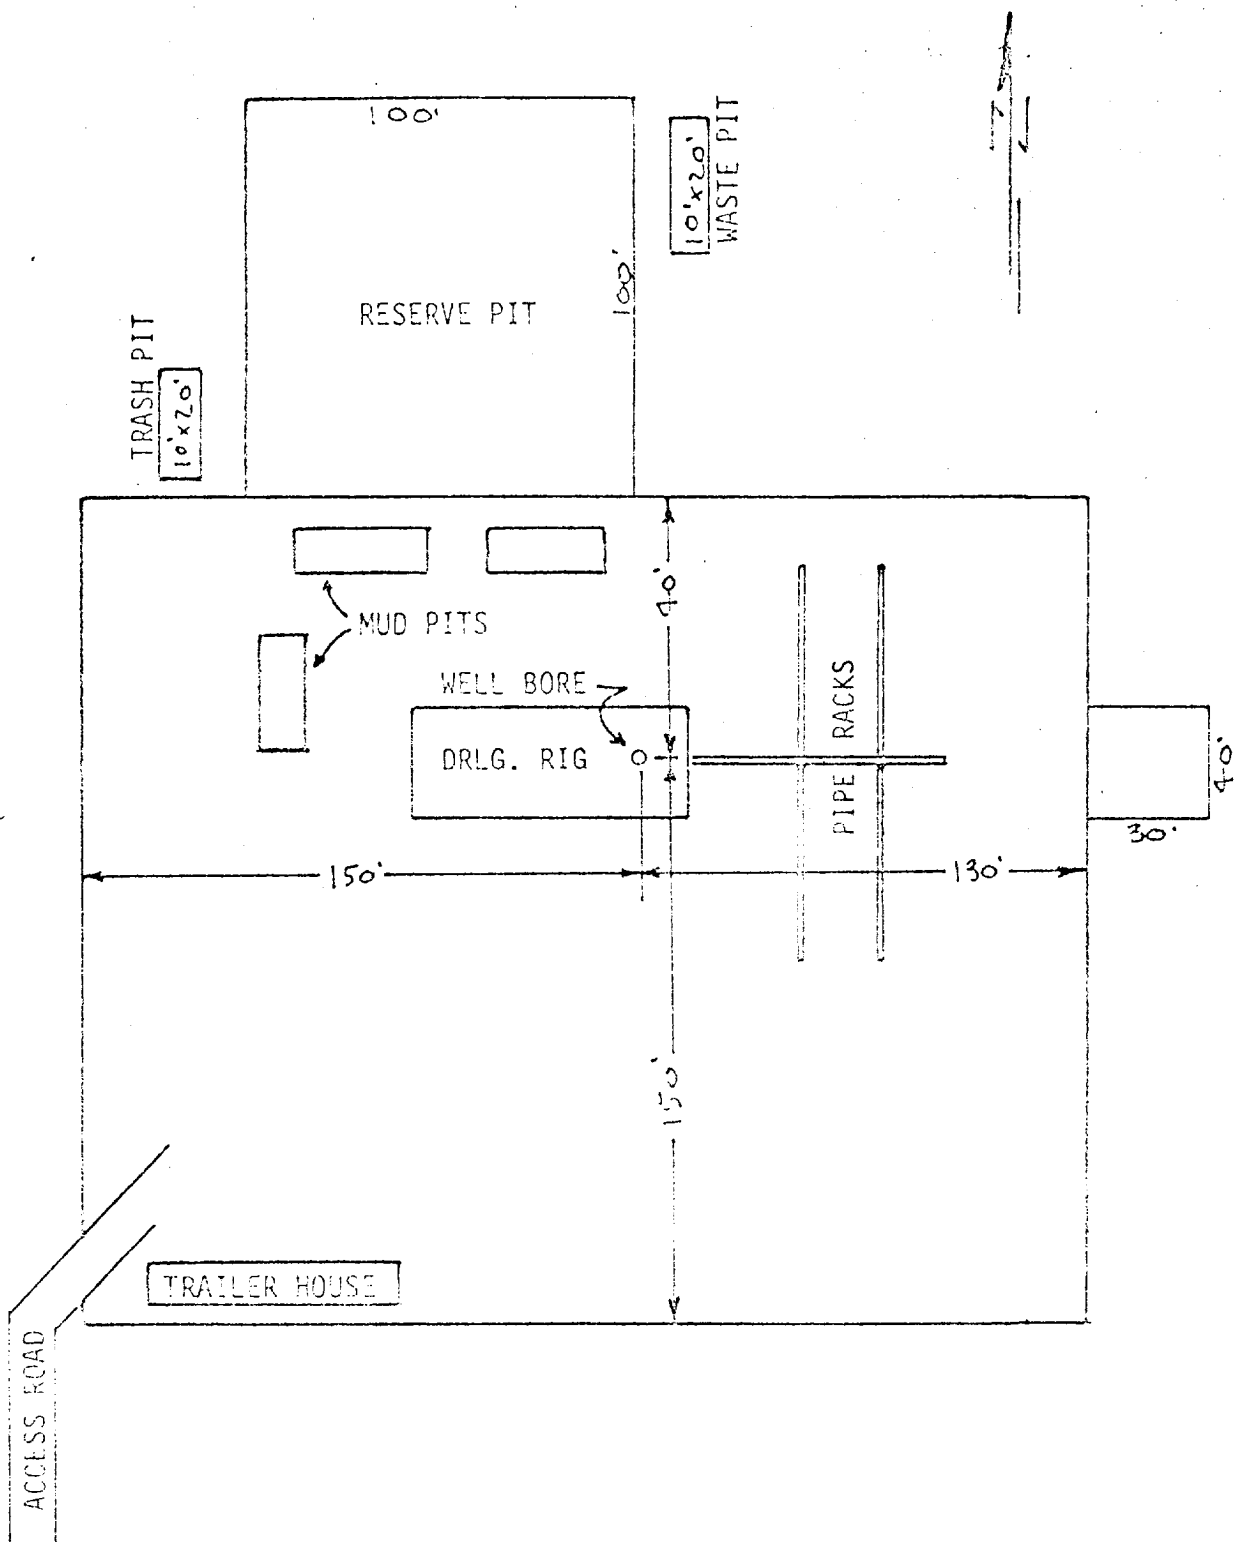 100'
10'x20'
WASTE PIT
100'
RESERVE PIT
TRASH PIT
10'x20'
40'
MUD PITS
WELL BORE
DRLG. RIG
PIPE RACKS
40'
30'
150'
130'
150'
TRAILER HOUSE
ACCESS ROAD